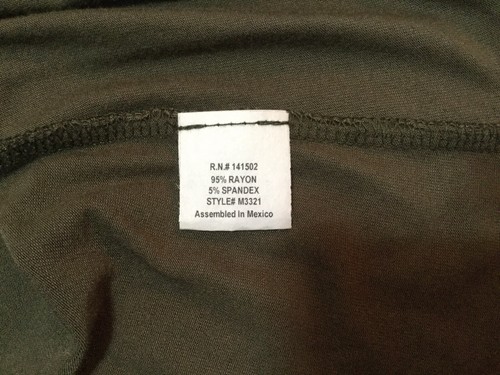 R.N.# 141502
95% RAYON
5% SPANDEX
STYLE# M3321
Assembled In Mexico